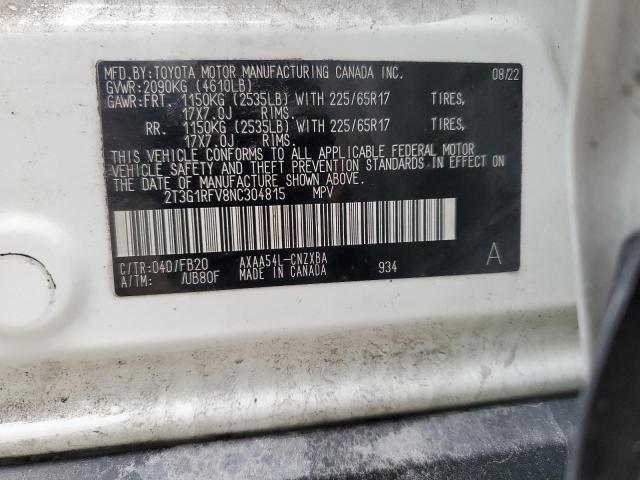 MFD.BY:TOYOTA MOTOR MANUFACTURING CANADA INC. 08/22
GVWR:2090KG (4610LB)
GAWR:FRT. 1150KG (2535LB) WITH 225/65R17 TIRES,
17X7.0J RIMS.
RR. 1150KG (2535LB) WITH 225/65R17 TIRES,
17X7.0J RIMS.
THIS VEHICLE CONFORMS TO ALL APPLICABLE FEDERAL MOTOR
VEHICLE SAFETY AND THEFT PREVENTION STANDARDS IN EFFECT ON
THE DATE OF MANUFACTURE SHOWN ABOVE.
2T3G1RFV8NC304815 MPV
C/TR:040/FB20 AXAA54L-CNZXBA A
A/TM: /UB80F MADE IN CANADA 934